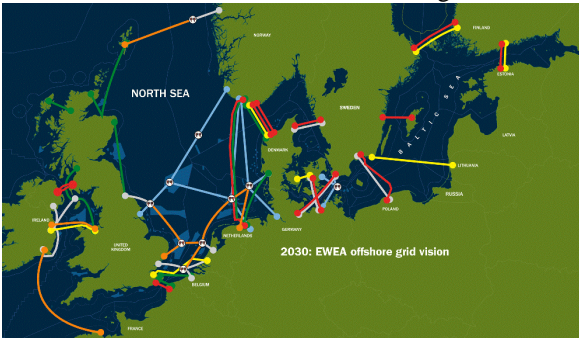 FINLAND
NORWAY
ESTONIA
NORTH SEA
SWEDEN
BALTIC SEA
LATVIA
DENMARK
LITHUANIA
RUSSIA
IRELAND
POLAND
UNITED
KINGDOM
NETHERLANDS
GERMANY
2030: EWEA offshore grid vision
BELGIUM
FRANCE